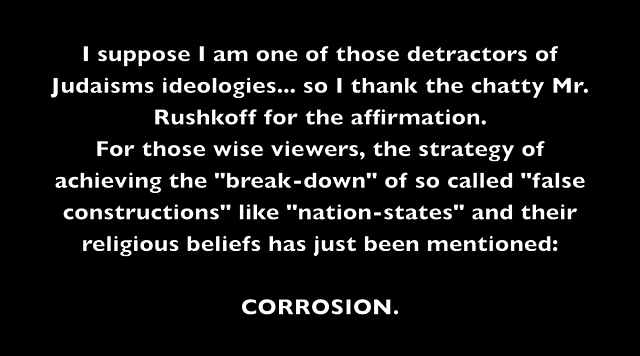 I suppose I am one of those detractors of
Judaisms ideologies... so I thank the chatty Mr.
Rushkoff for the affirmation.
For those wise viewers, the strategy of
achieving the "break-down" of so called "false
constructions" like "nation-states" and their
religious beliefs has just been mentioned:
CORROSION.